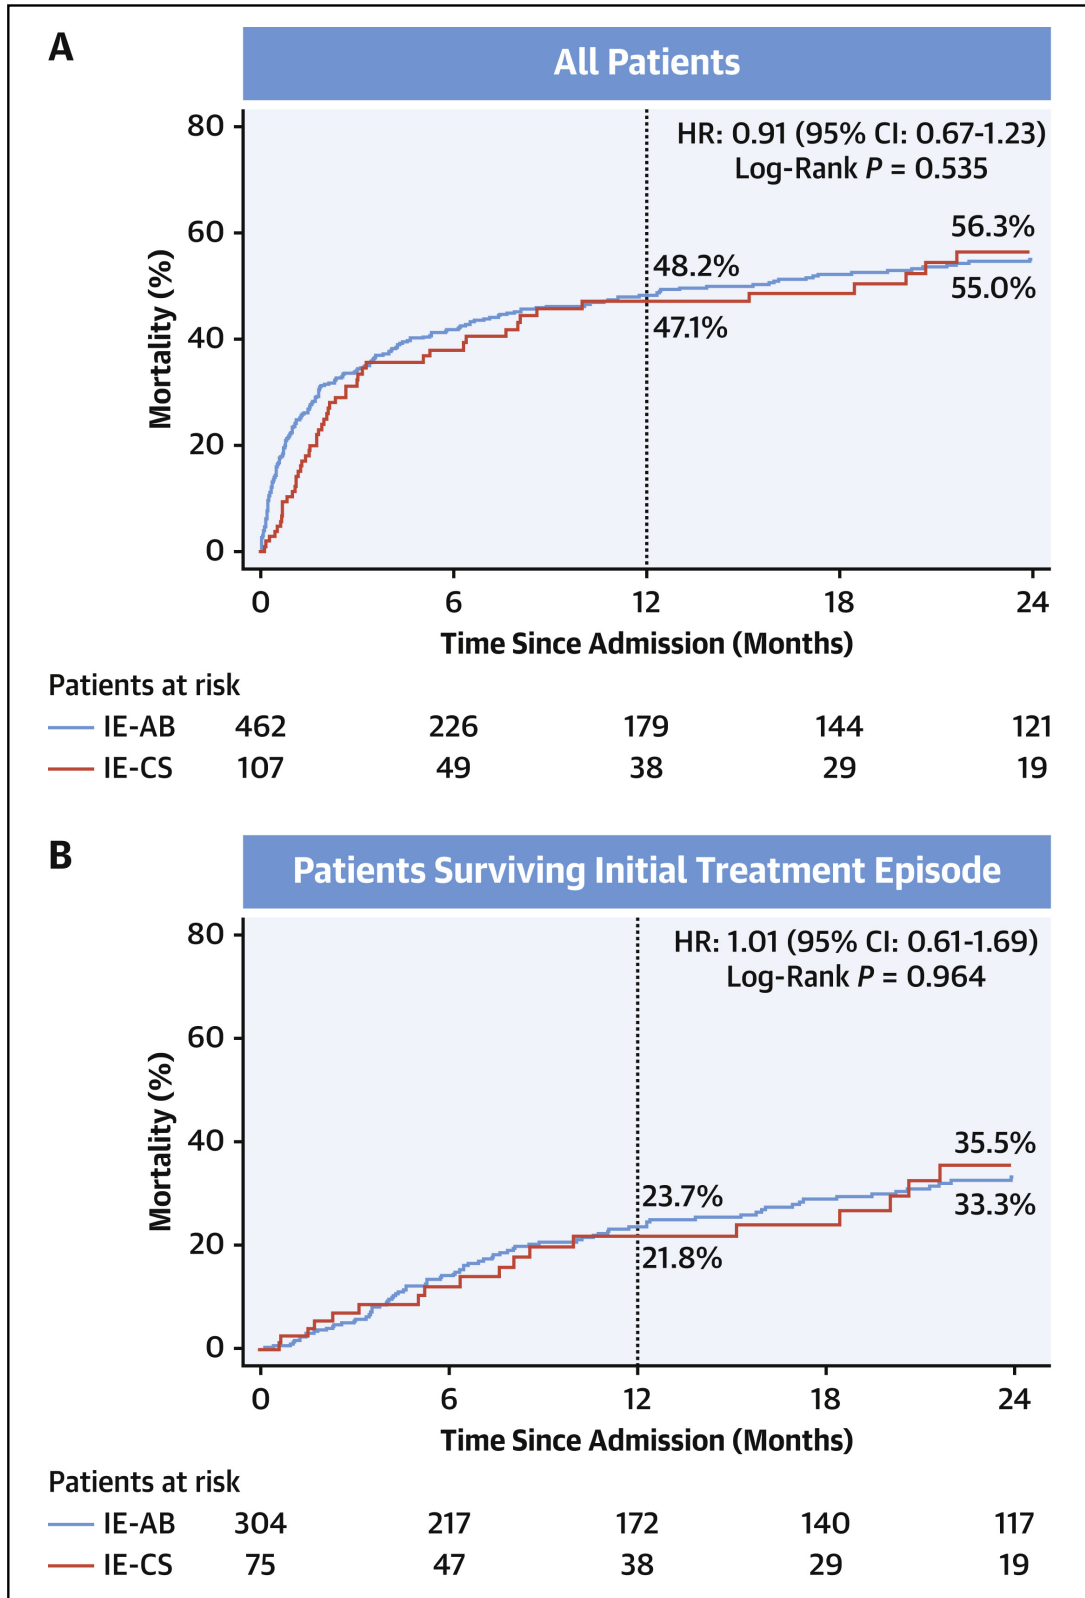 A
All Patients
HR: 0.91 (95% CI: 0.67-1.23)
Log-Rank P = 0.535
80
60
40
20
0
Mortality (%)
48.2%
47.1%
56.3%
55.0%
0 6 12 18 24
Time Since Admission (Months)
Patients at risk
IE-AB 462 226 179 144 121
IE-CS 107 49 38 29 19
B
Patients Surviving Initial Treatment Episode
HR: 1.01 (95% CI: 0.61-1.69)
Log-Rank P = 0.964
80
60
40
20
0
Mortality (%)
23.7%
21.8%
35.5%
33.3%
0 6 12 18 24
Time Since Admission (Months)
Patients at risk
IE-AB 304 217 172 140 117
IE-CS 75 47 38 29 19